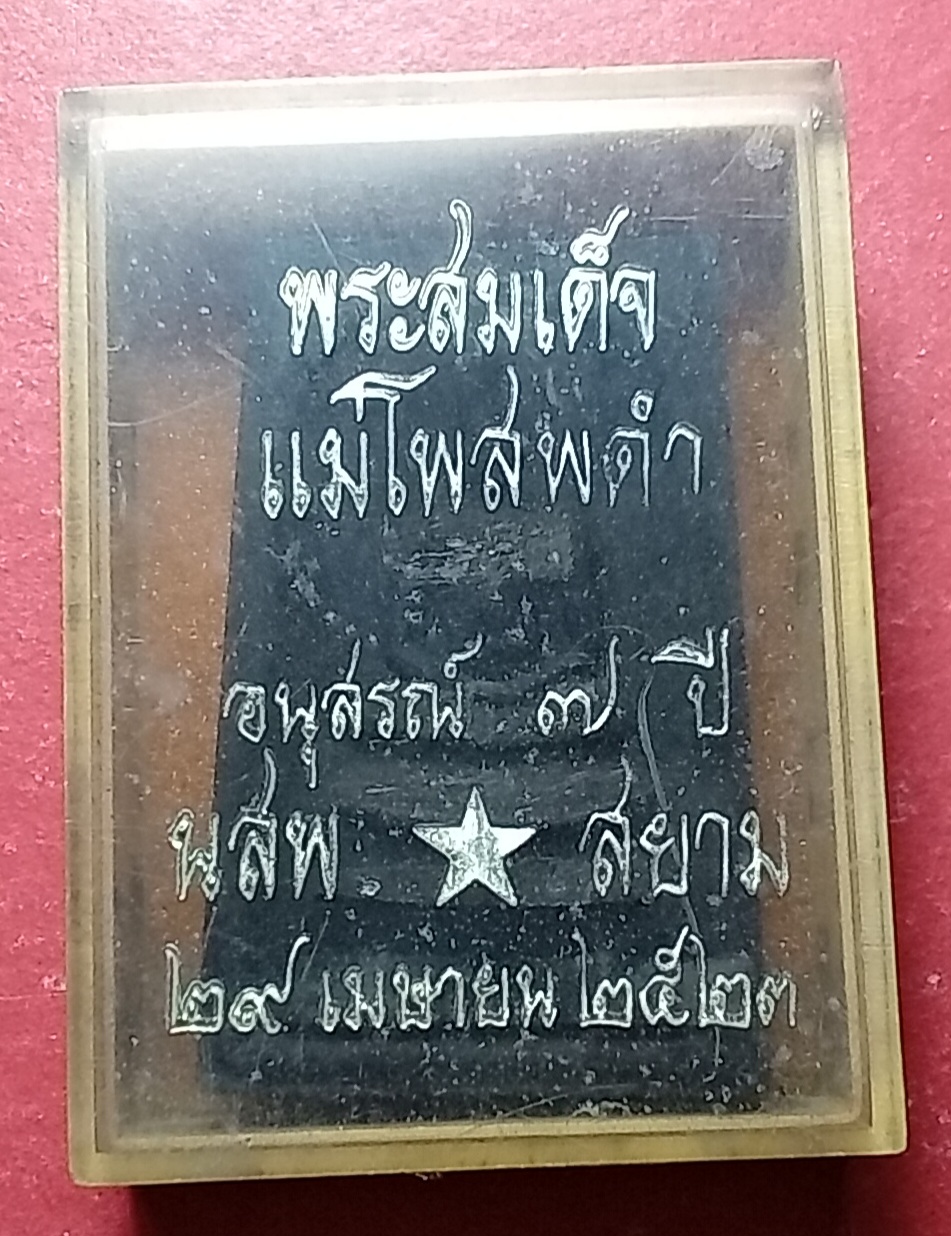 พระสมเด็จ
แม่โพสพดำ
อนุสรณ์ ๗ ปี
นสพ ★ สยาม
๒๙ เมษายน ๒๕๒๓